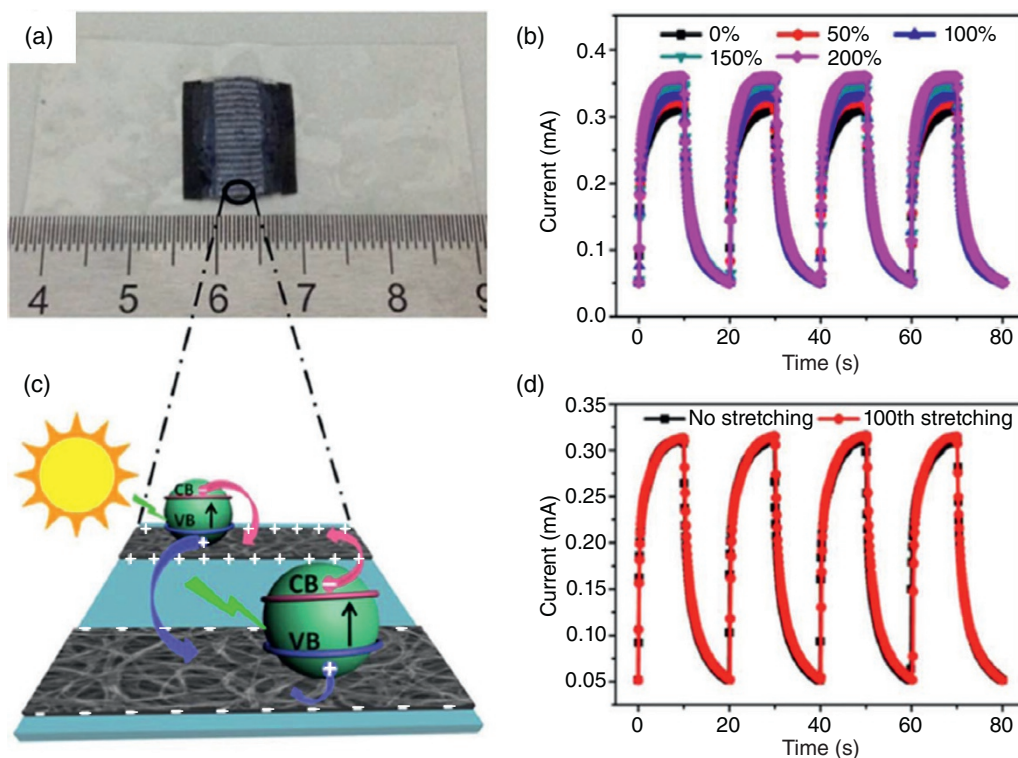 (a)
4 5 6 7 8 9
(b)
0% 50% 100%
150% 200%
Current (mA)
0.4
0.3
0.2
0.1
0.0
0 20 40 60 80
Time (s)
(c)
CB
VB
CB
VB
(d)
No stretching 100th stretching
Current (mA)
0.35
0.30
0.25
0.20
0.15
0.10
0.05
0 20 40 60 80
Time (s)